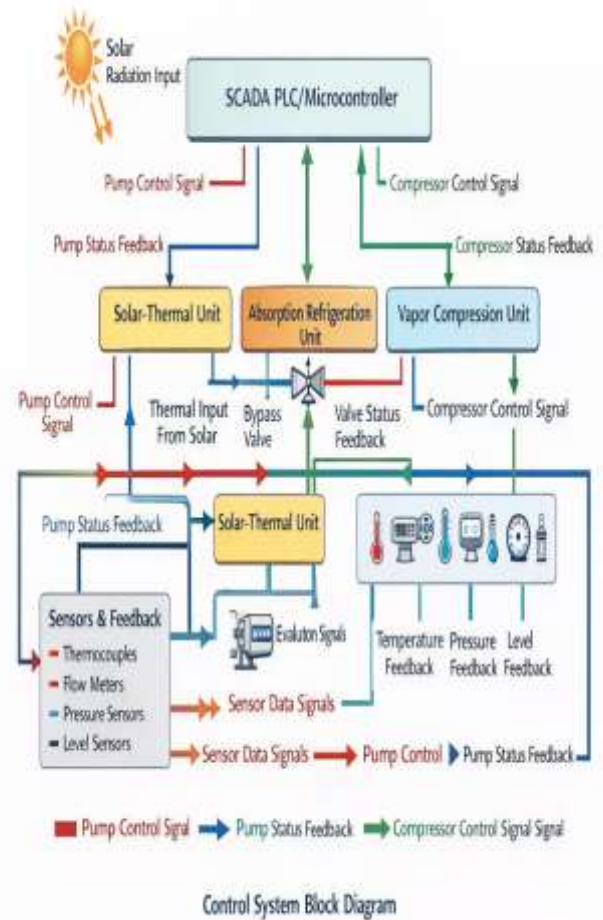 Solar
Radiation Input
SCADA PLC/Microcontroller
Pump Control Signal
Compressor Control Signal
Pump Status Feedback
Compressor Status Feedback
Solar-Thermal Unit
Absorption Refrigeration
Unit
Vapor Compression Unit
Pump Control
Signal
Thermal Input
From Solar
Bypass
Valve
Valve Status
Feedback
Compressor Control Signal
Pump Status Feedback
Solar-Thermal Unit
Sensors & Feedback
Thermocouples
Flow Meters
Pressure Sensors
Level Sensors
Evaluton Signals
Temperature
Feedback
Pressure
Feedback
Level
Feedback
Sensor Data Signals
Sensor Data Signals
Pump Control
Pump Status Feedback
Pump Control Signal
Pump Status Feedback
Compressor Control Signal Signal
Control System Block Diagram